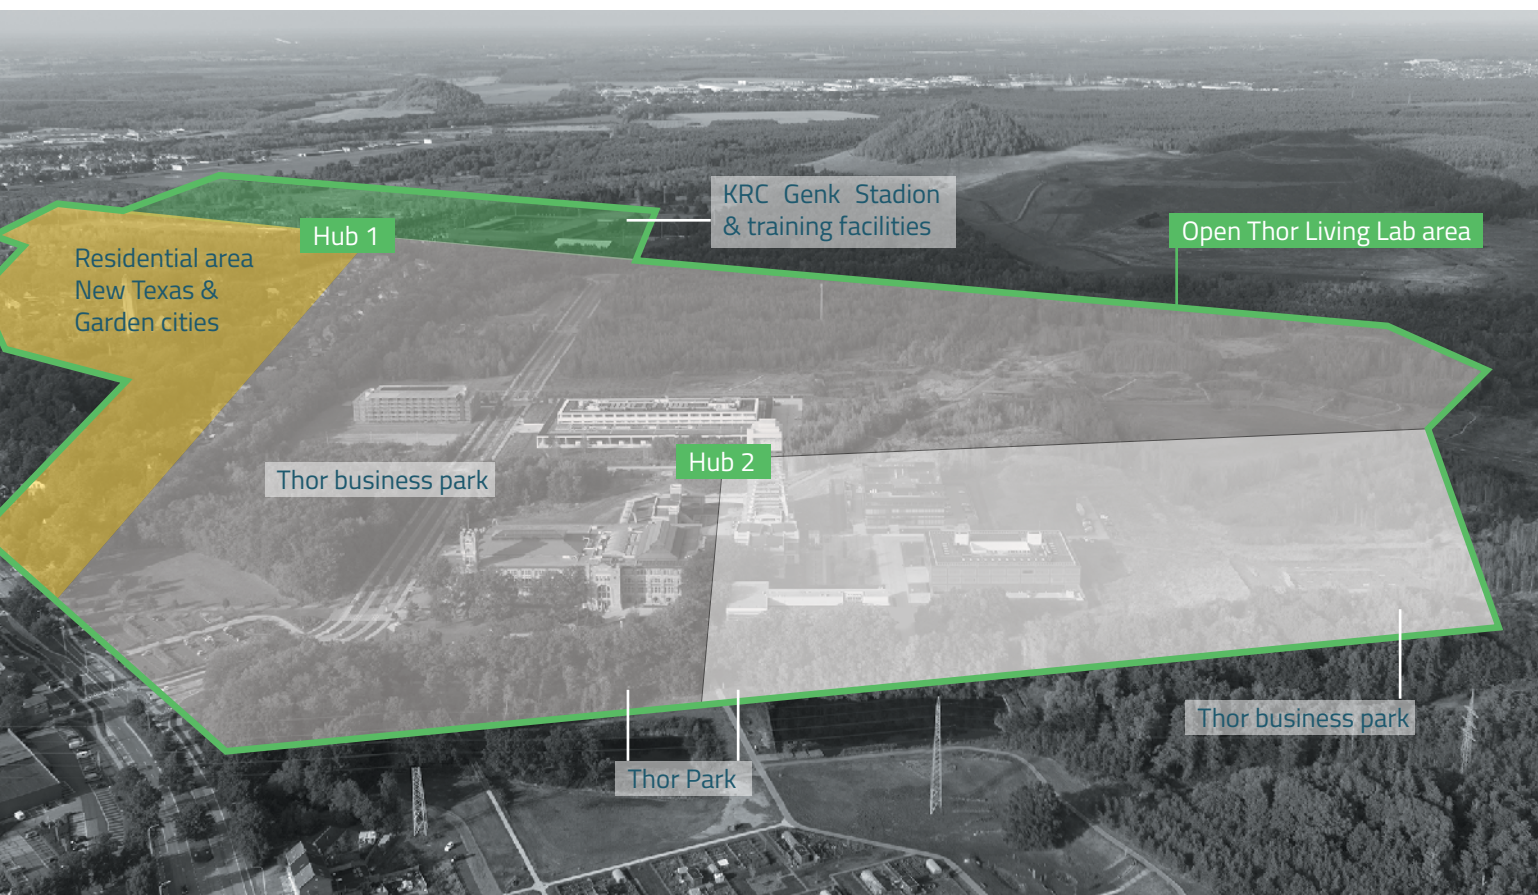 KRC Genk Stadion
& training facilities
Hub 1
Open Thor Living Lab area
Residential area
New Texas &
Garden cities
Hub 2
Thor business park
Thor business park
Thor Park